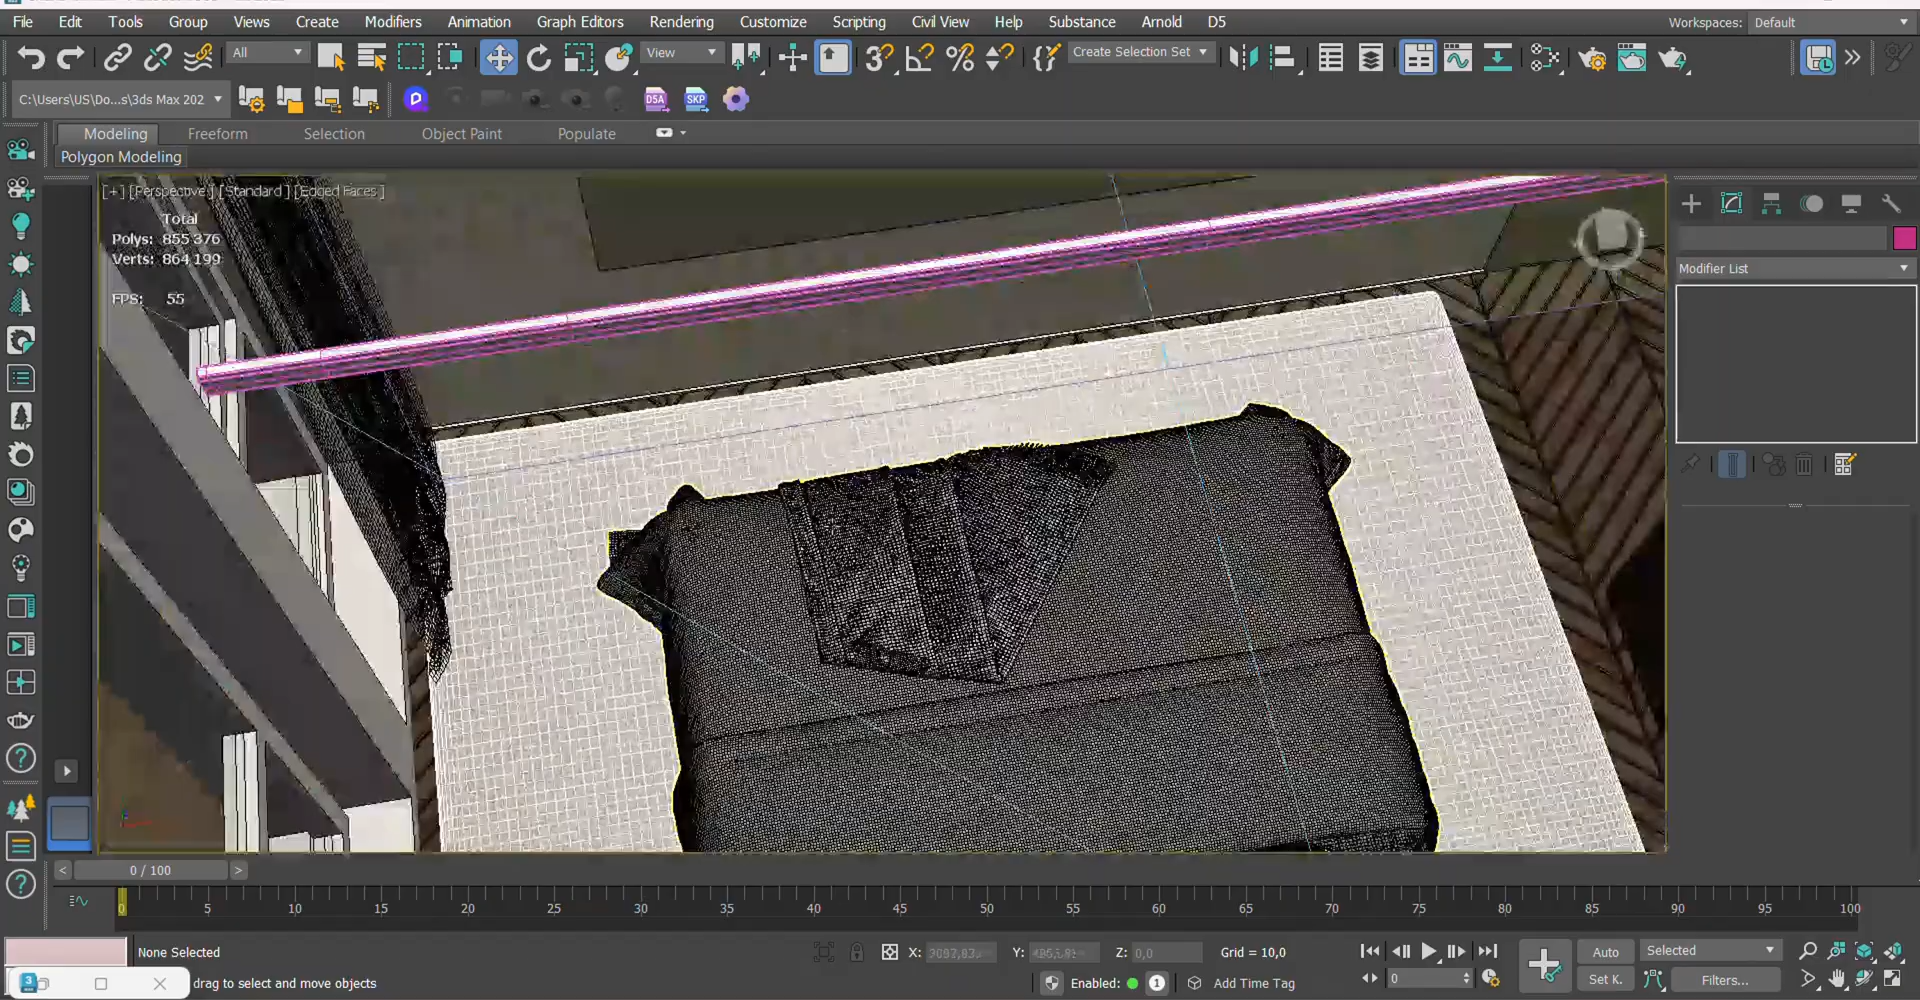 File Edit Tools Group Views Create Modifiers Animation Graph Editors Rendering Customize Scripting Civil View Help Substance Arnold D5 Workspaces: Default
All View Create Selection Set
C:\Users\US\Do...s\3ds Max 202 D5A SKP
Modeling Freeform Selection Object Paint Populate
Polygon Modeling
[+] [Perspective] [Standard] [Edged Faces]
Total
Polys: 855 376
Verts: 864 199
FPS: 55
Modifier List
0 / 100
0 5 10 15 20 25 30 35 40 45 50 55 60 65 70 75 80 85 90 95 100
None Selected X: Y: Z: 0,0 Grid = 10,0 Auto Selected
drag to select and move objects Enabled: 1 Add Time Tag 0 Set K. Filters...